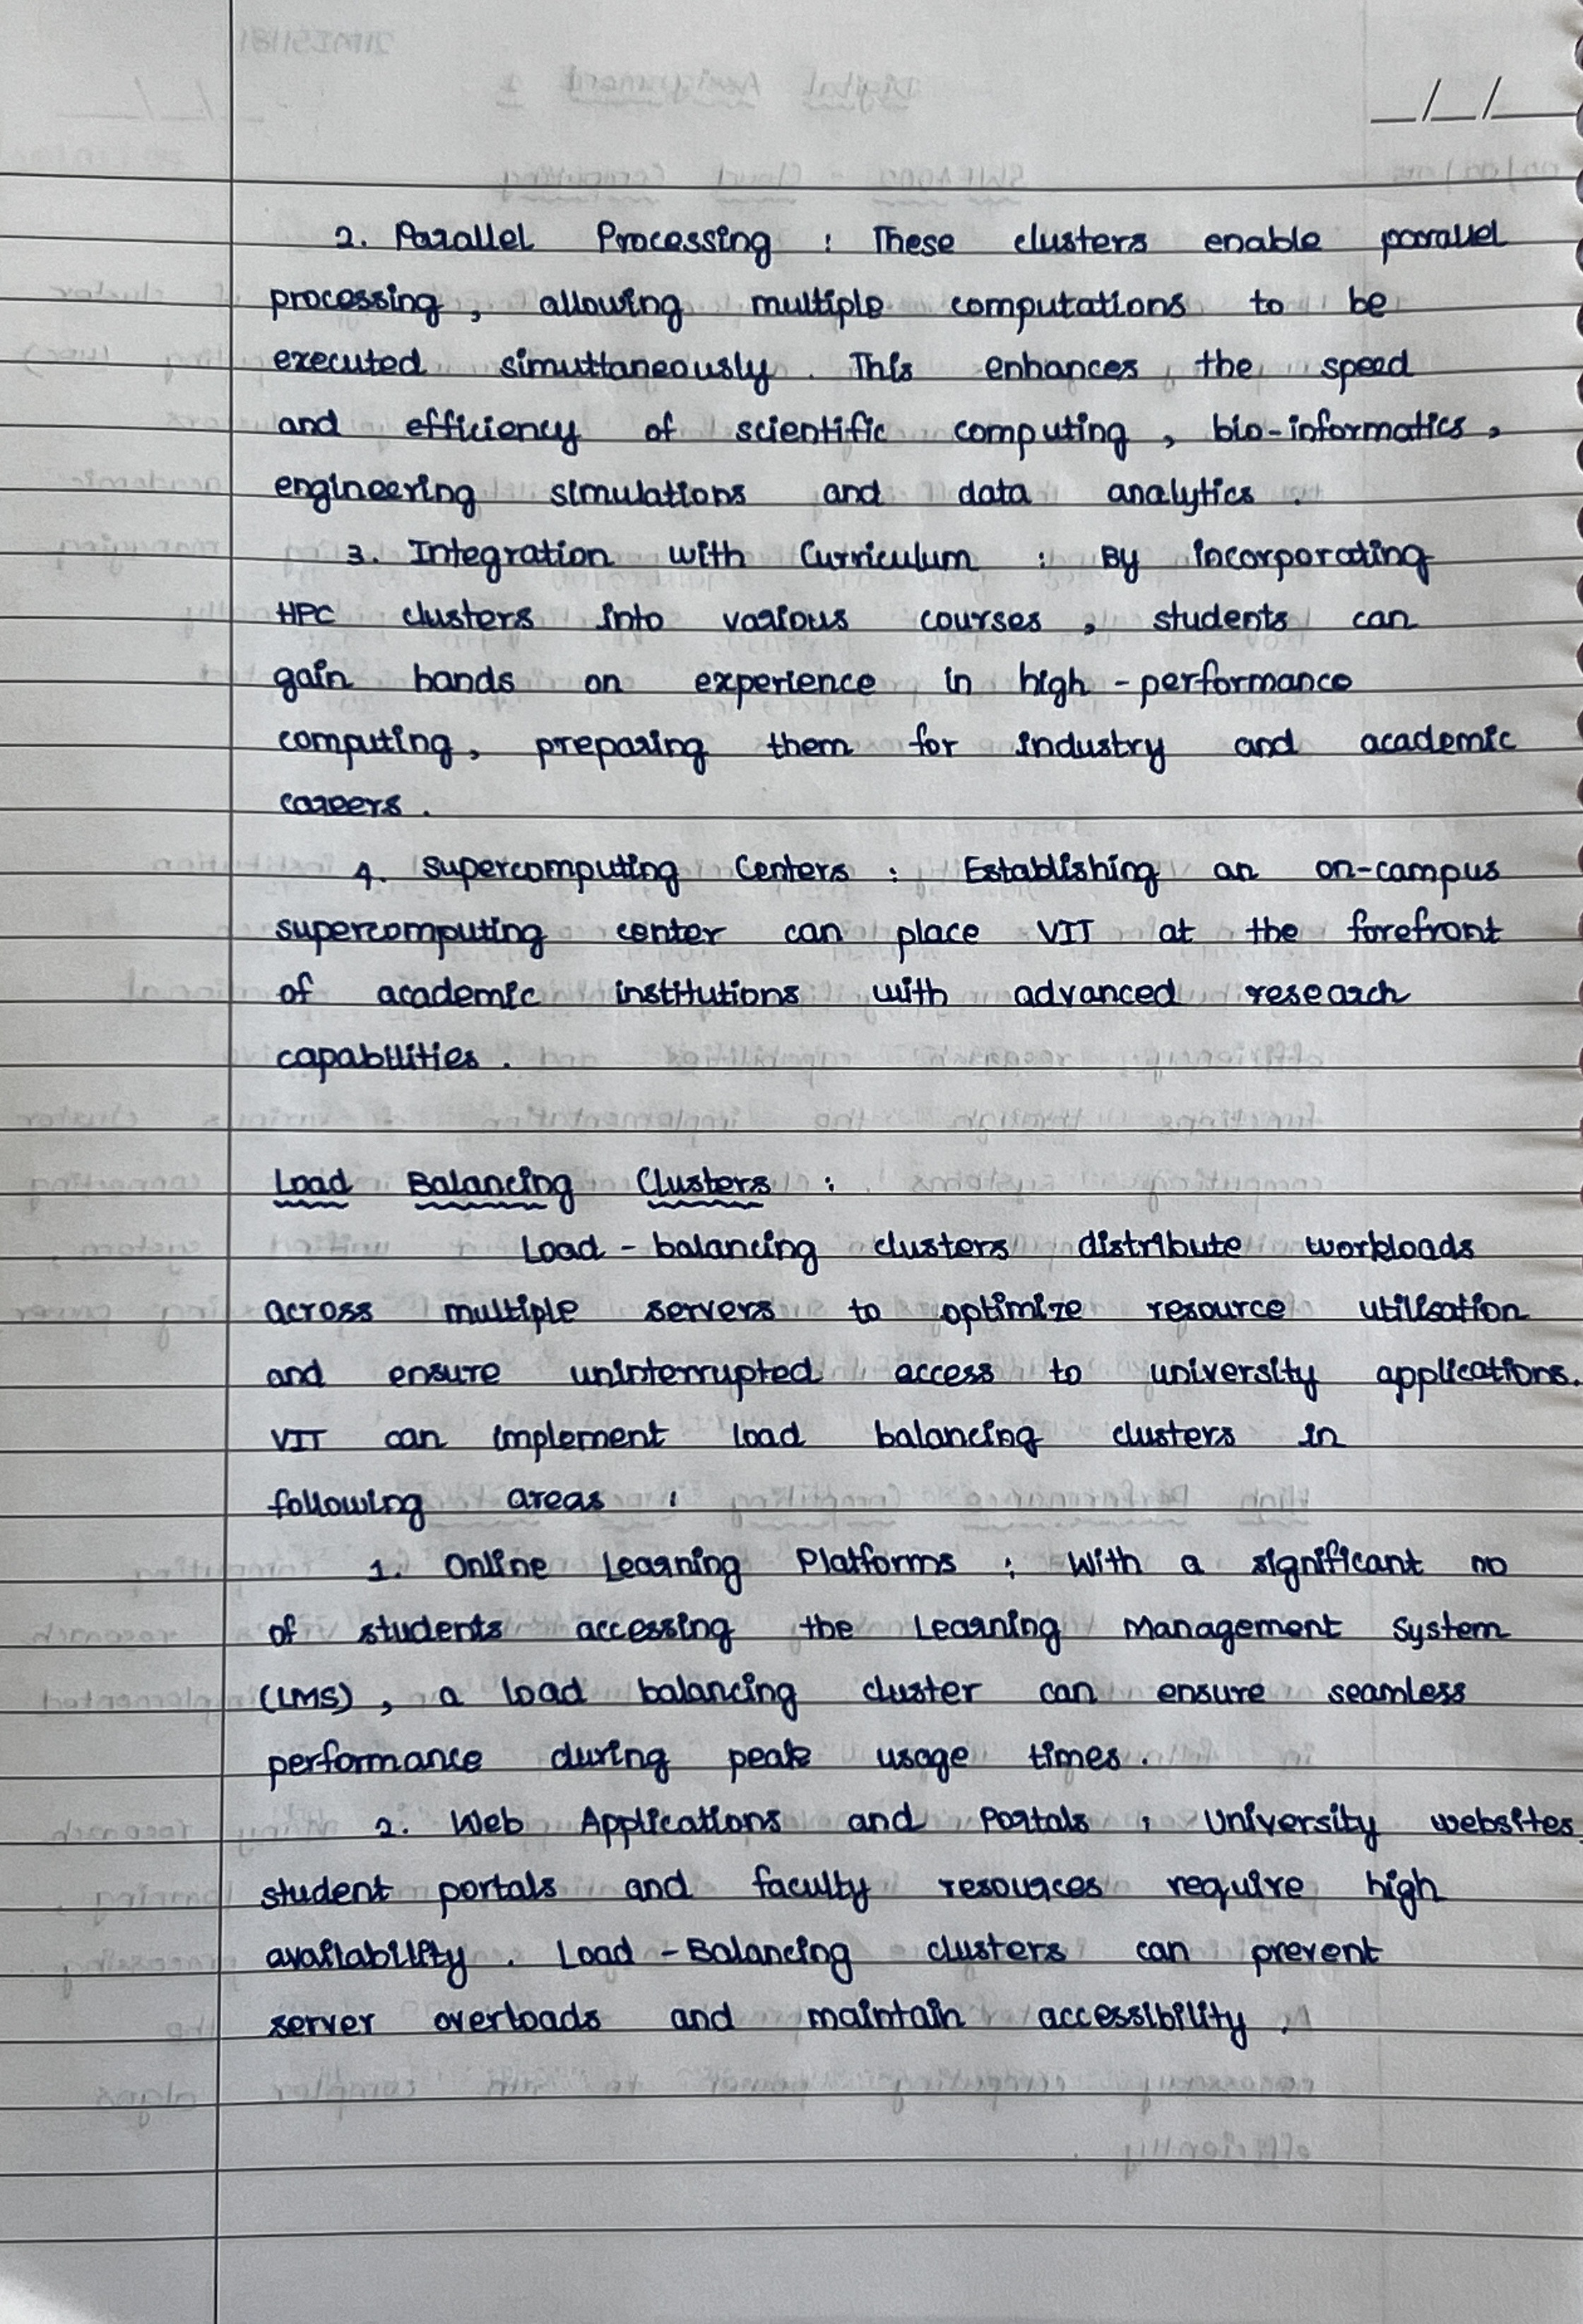 __/__/__
2. Parallel Processing : These clusters enable parallel
processing, allowing multiple computations to be
executed simultaneously. This enhances the speed
and efficiency of scientific computing, bio-informatics,
engineering simulations and data analytics.
3. Integration with Curriculum : By incorporating
HPC clusters into various courses, students can
gain hands on experience in high-performance
computing, preparing them for industry and academic
careers.
4. Supercomputing Centers : Establishing an on-campus
supercomputing center can place VIT at the forefront
of academic institutions with advanced research
capabilities.
Load Balancing Clusters :
Load-balancing clusters distribute workloads
across multiple servers to optimize resource utilisation
and ensure uninterrupted access to university applications.
VIT can implement load balancing clusters in
following areas :
1. Online Learning Platforms : With a significant no
of students accessing the Learning Management System
(LMS), a load balancing cluster can ensure seamless
performance during peak usage times.
2. Web Applications and Portals : University websites,
student portals and faculty resources require high
availability. Load-Balancing clusters can prevent
server overloads and maintain accessibility.